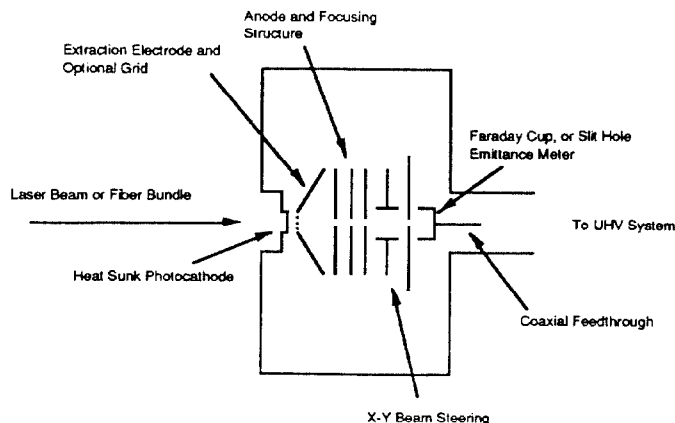 Anode and Focusing
Structure
Extraction Electrode and
Optional Grid
Faraday Cup, or Slit Hole
Emittance Meter
Laser Beam or Fiber Bundle
To UHV System
Heat Sunk Photocathode
Coaxial Feedthrough
X-Y Beam Steering